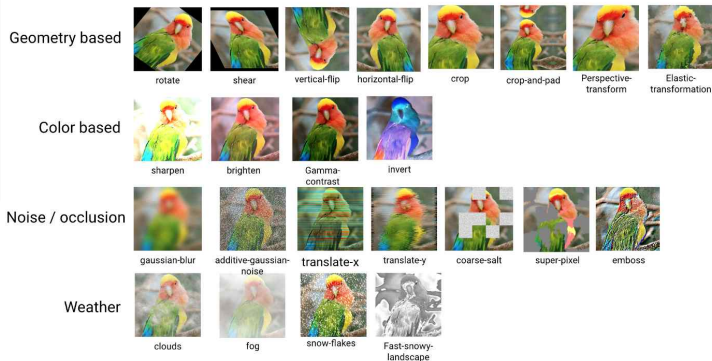 Geometry based
rotate
shear
vertical-flip
horizontal-flip
crop
crop-and-pad
Perspective-
transform
Elastic-
transformation
Color based
sharpen
brighten
Gamma-
contrast
invert
Noise / occlusion
gaussian-blur
additive-gaussian-
noise
translate-x
translate-y
coarse-salt
super-pixel
emboss
Weather
clouds
fog
snow-flakes
Fast-snowy-
landscape